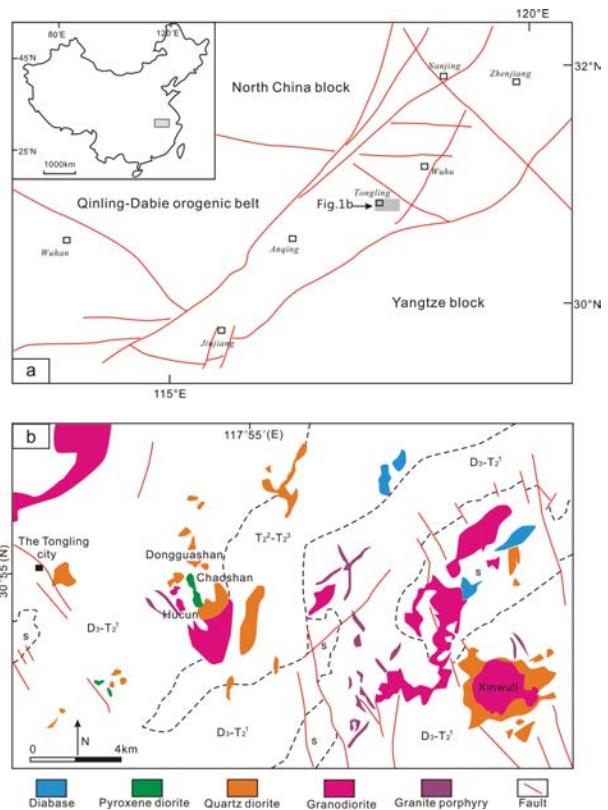 120°E
80°E
120°E
45°N
25°N
1000km
32°N
North China block
Nanjing
Zhenjiang
Wuhu
Qinling-Dabie orogenic belt
Tongling
Fig.1b
Wuhan
Anqing
Yangtze block
30°N
Jiujiang
a
115°E
b
117°55′(E)
D₃-T₂¹
The Tongling
city
30°55 (N)
T₂²-T₂³
Dongguashan
Chaoshan
Hucun
s
s
s
D₃-T₂¹
Xinwuli
N
0 4km
D₃-T₂¹
s
D₃-T₂¹
Diabase
Pyroxene diorite
Quartz diorite
Granodiorite
Granite porphyry
Fault